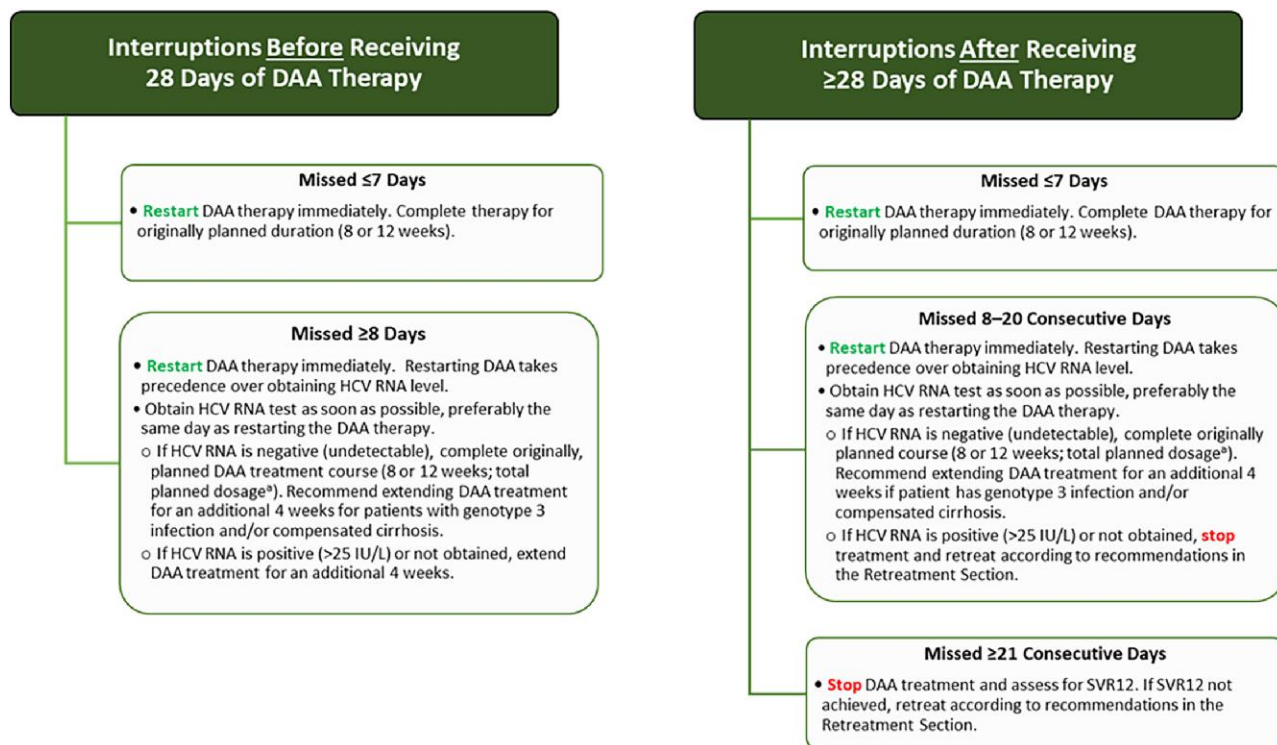 Interruptions Before Receiving
28 Days of DAA Therapy
Missed ≤7 Days
• Restart DAA therapy immediately. Complete therapy for
originally planned duration (8 or 12 weeks).
Missed ≥8 Days
• Restart DAA therapy immediately.  Restarting DAA takes
precedence over obtaining HCV RNA level.
• Obtain HCV RNA test as soon as possible, preferably the
same day as restarting the DAA therapy.
○ If HCV RNA is negative (undetectable), complete originally,
planned DAA treatment course (8 or 12 weeks; total
planned dosageᵃ). Recommend extending DAA treatment
for an additional 4 weeks for patients with genotype 3
infection and/or compensated cirrhosis.
○ If HCV RNA is positive (>25 IU/L) or not obtained, extend
DAA treatment for an additional 4 weeks.
Interruptions After Receiving
≥28 Days of DAA Therapy
Missed ≤7 Days
• Restart DAA therapy immediately. Complete DAA therapy for
originally planned duration (8 or 12 weeks).
Missed 8–20 Consecutive Days
• Restart DAA therapy immediately. Restarting DAA takes
precedence over obtaining HCV RNA level.
• Obtain HCV RNA test as soon as possible, preferably the
same day as restarting the DAA therapy.
○ If HCV RNA is negative (undetectable), complete originally
planned course (8 or 12 weeks; total planned dosageᵃ).
Recommend extending DAA treatment for an additional 4
weeks if patient has genotype 3 infection and/or
compensated cirrhosis.
○ If HCV RNA is positive (>25 IU/L) or not obtained, stop
treatment and retreat according to recommendations in
the Retreatment Section.
Missed ≥21 Consecutive Days
• Stop DAA treatment and assess for SVR12. If SVR12 not
achieved, retreat according to recommendations in the
Retreatment Section.